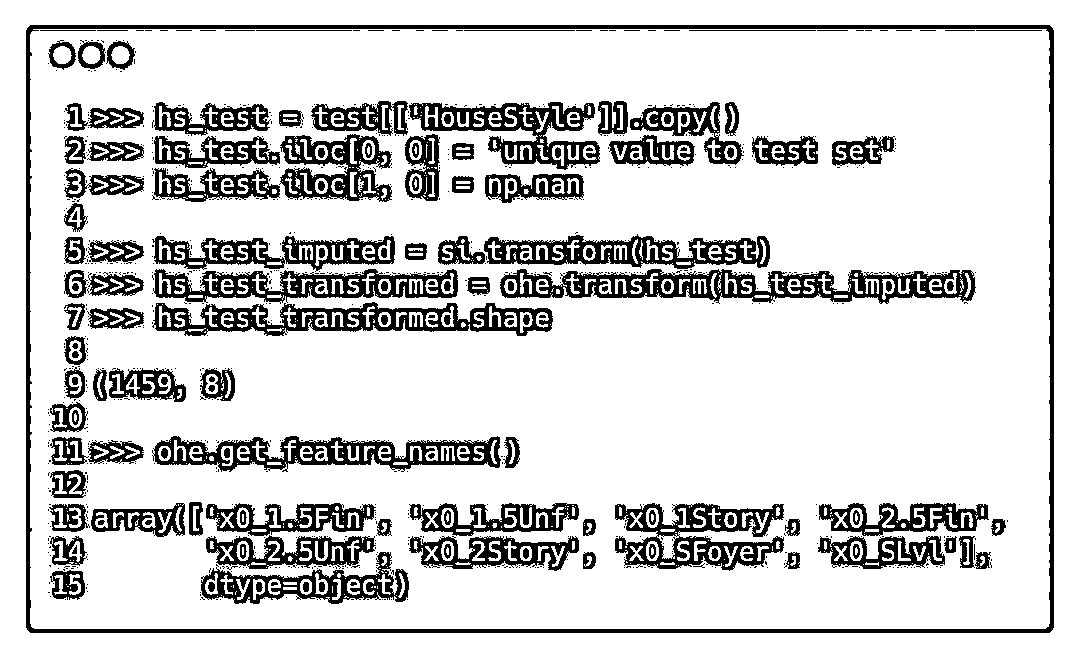 1 >>> hs_test = test[['HouseStyle']].copy()
2 >>> hs_test.iloc[0, 0] = 'unique value to test set'
3 >>> hs_test.iloc[1, 0] = np.nan
4
5 >>> hs_test_imputed = si.transform(hs_test)
6 >>> hs_test_transformed = ohe.transform(hs_test_imputed)
7 >>> hs_test_transformed.shape
8
9 (1459, 8)
10
11 >>> ohe.get_feature_names()
12
13 array(['x0_1.5Fin', 'x0_1.5Unf', 'x0_1Story', 'x0_2.5Fin',
14        'x0_2.5Unf', 'x0_2Story', 'x0_SFoyer', 'x0_SLvl'],
15        dtype=object)